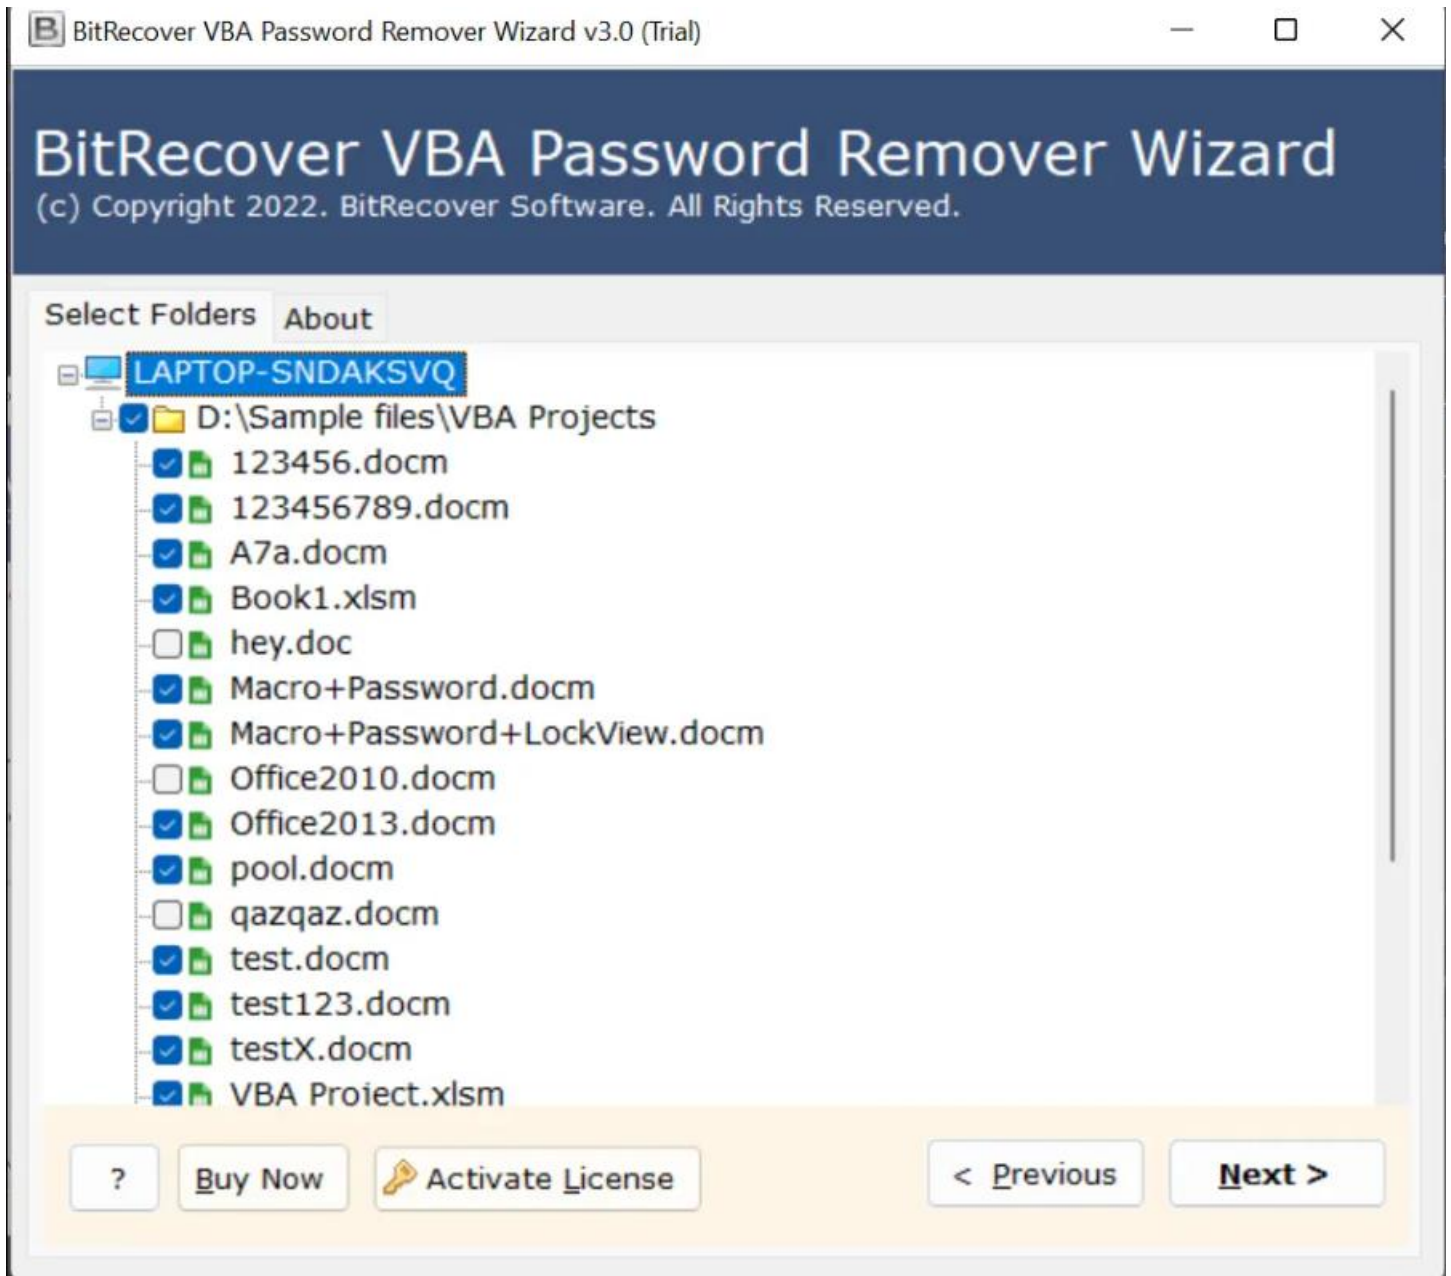 B BitRecover VBA Password Remover Wizard v3.0 (Trial)
BitRecover VBA Password Remover Wizard
(c) Copyright 2022. BitRecover Software. All Rights Reserved.
Select Folders About
LAPTOP-SNDAKSVQ
D:\Sample files\VBA Projects
123456.docm
123456789.docm
A7a.docm
Book1.xlsm
hey.doc
Macro+Password.docm
Macro+Password+LockView.docm
Office2010.docm
Office2013.docm
pool.docm
qazqaz.docm
test.docm
test123.docm
testX.docm
VBA Project.xlsm
? Buy Now Activate License < Previous Next >